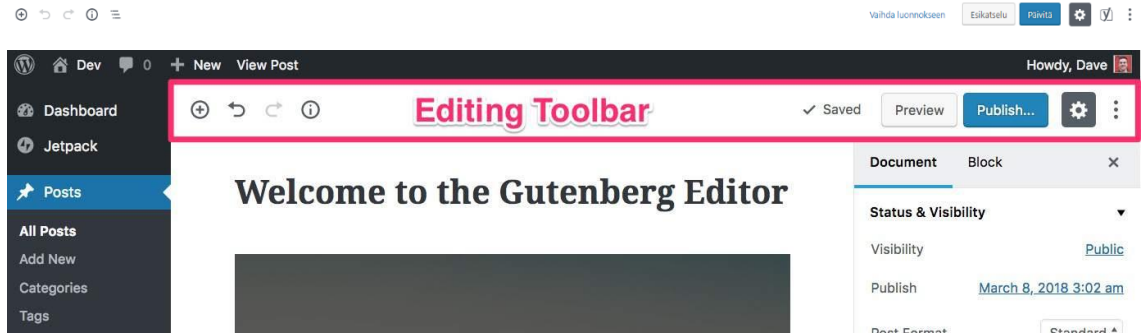 Vaihda luonnokseen Esikatselu Päivitä
Dev 0 New View Post Howdy, Dave
Dashboard
Editing Toolbar
Saved Preview Publish...
Jetpack
Document Block
Posts
Welcome to the Gutenberg Editor
Status & Visibility
All Posts
Visibility Public
Add New
Categories
Publish March 8, 2018 3:02 am
Tags
Post Format Standard